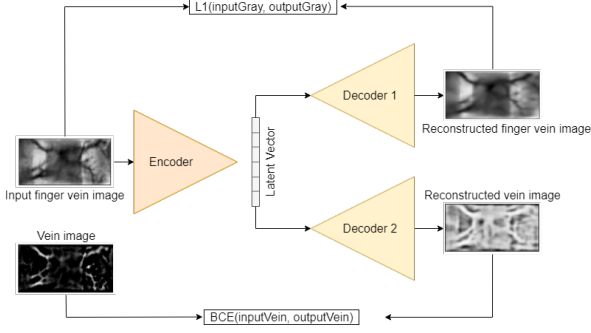 L1(inputGray, outputGray)
Decoder 1
Encoder
Latent Vector
Input finger vein image
Reconstructed finger vein image
Reconstructed vein image
Vein image
Decoder 2
BCE(inputVein, outputVein)